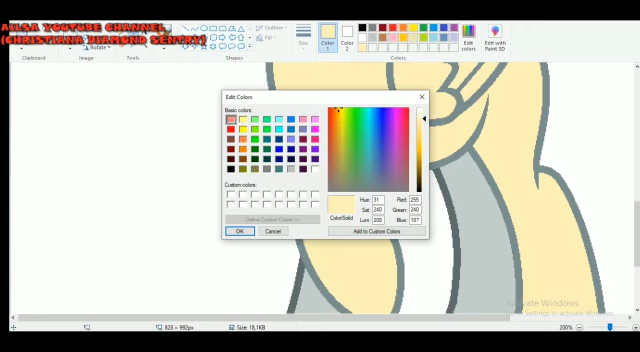 AILSA YOUTUBE CHANNEL
(CHRISTIANA DIAMOND SENTRY)
Rotate
Outline
Fill
Size
Color
1
Color
2
Edit
colors
Edit with
Paint 3D
Clipboard
Image
Tools
Shapes
Colors
Edit Colors
Basic colors:
Custom colors:
Define Custom Colors >>
OK
Cancel
Color|Solid
Hue: 31
Sat: 240
Lum: 208
Red: 255
Green: 240
Add to Custom Colors
Activate Windows
Settings to activate Windows.
828 × 992px
Size: 18,1KB
200%